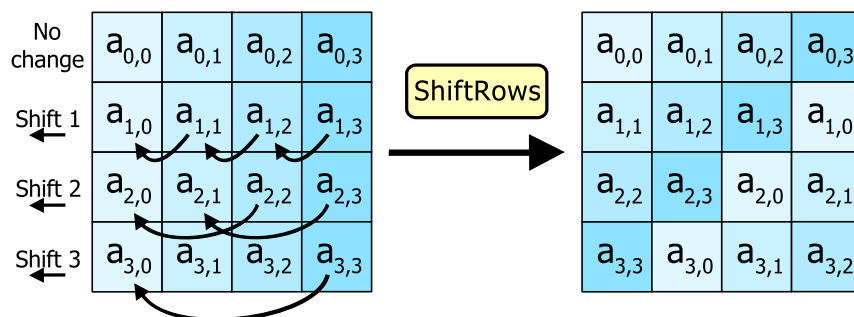 No
change
a0,0 a0,1 a0,2 a0,3
Shift 1
a1,0 a1,1 a1,2 a1,3
Shift 2
a2,0 a2,1 a2,2 a2,3
Shift 3
a3,0 a3,1 a3,2 a3,3
ShiftRows
a0,0 a0,1 a0,2 a0,3
a1,1 a1,2 a1,3 a1,0
a2,2 a2,3 a2,0 a2,1
a3,3 a3,0 a3,1 a3,2